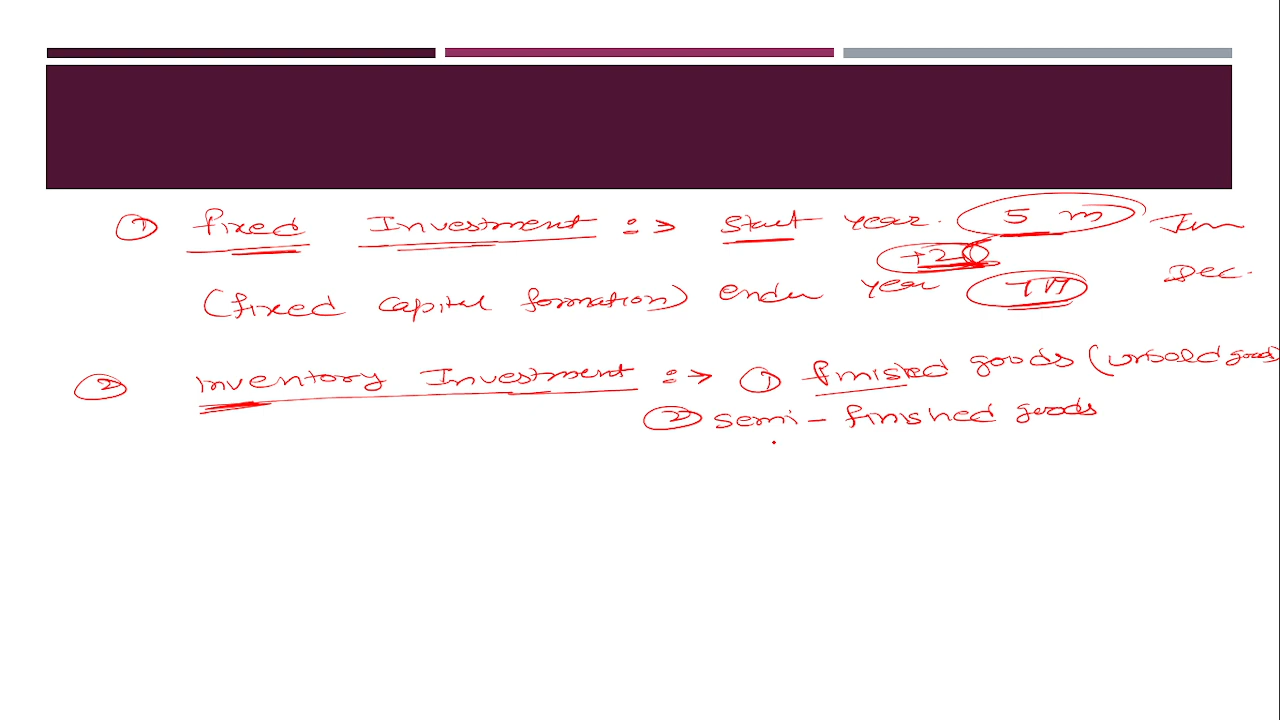 ① fixed Investment :-> Start year. 5 m Jan
+2
(fixed capital formation) ender year 7M Dec.
② inventory Investment :-> ① finished goods (unsold goods)
② semi - finished goods